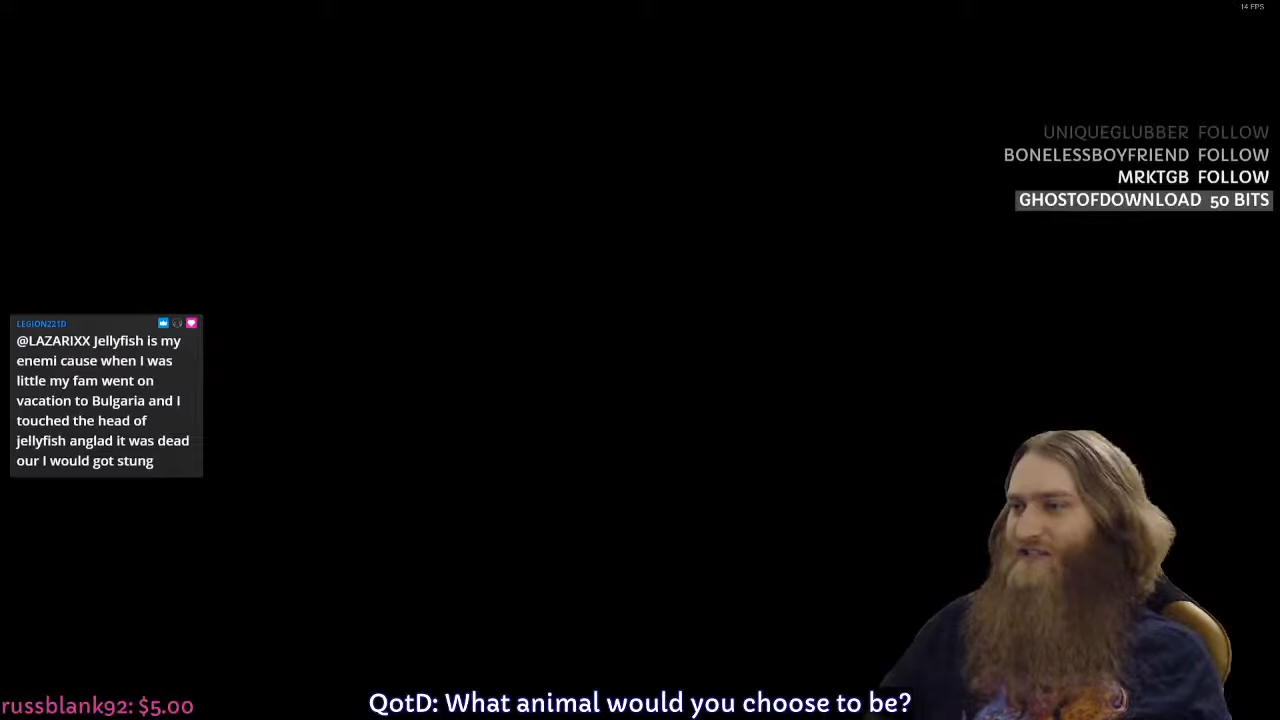 14 FPS
UNIQUEGLUBBER FOLLOW
BONELESSBOYFRIEND FOLLOW
MRKTGB FOLLOW
GHOSTOFDOWNLOAD 50 BITS
LEGION221D
@LAZARIXX Jellyfish is my
enemi cause when I was
little my fam went on
vacation to Bulgaria and I
touched the head of
jellyfish anglad it was dead
our I would got stung
russblank92: $5.00
QotD: What animal would you choose to be?